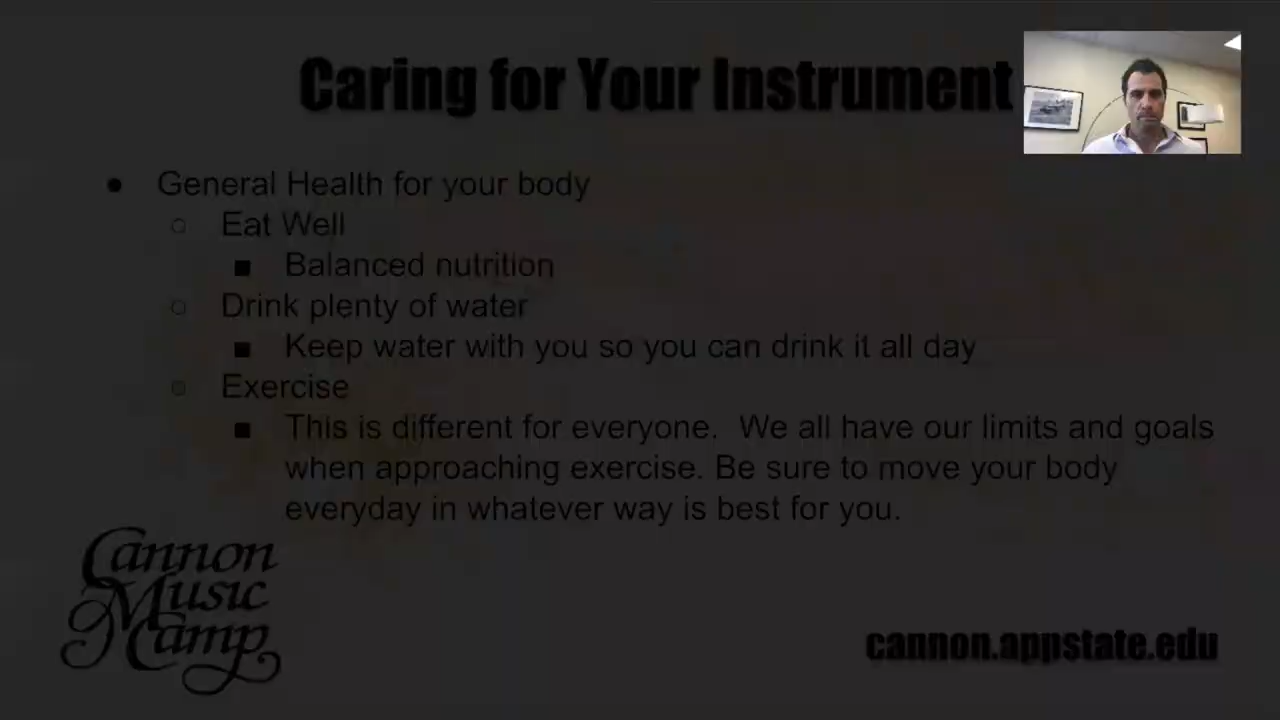 Caring for Your Instrument
● General Health for your body
○ Eat Well
■ Balanced nutrition
○ Drink plenty of water
■ Keep water with you so you can drink it all day
○ Exercise
■ This is different for everyone.  We all have our limits and goals
when approaching exercise. Be sure to move your body
everyday in whatever way is best for you.
Cannon
Music
Camp
cannon.appstate.edu